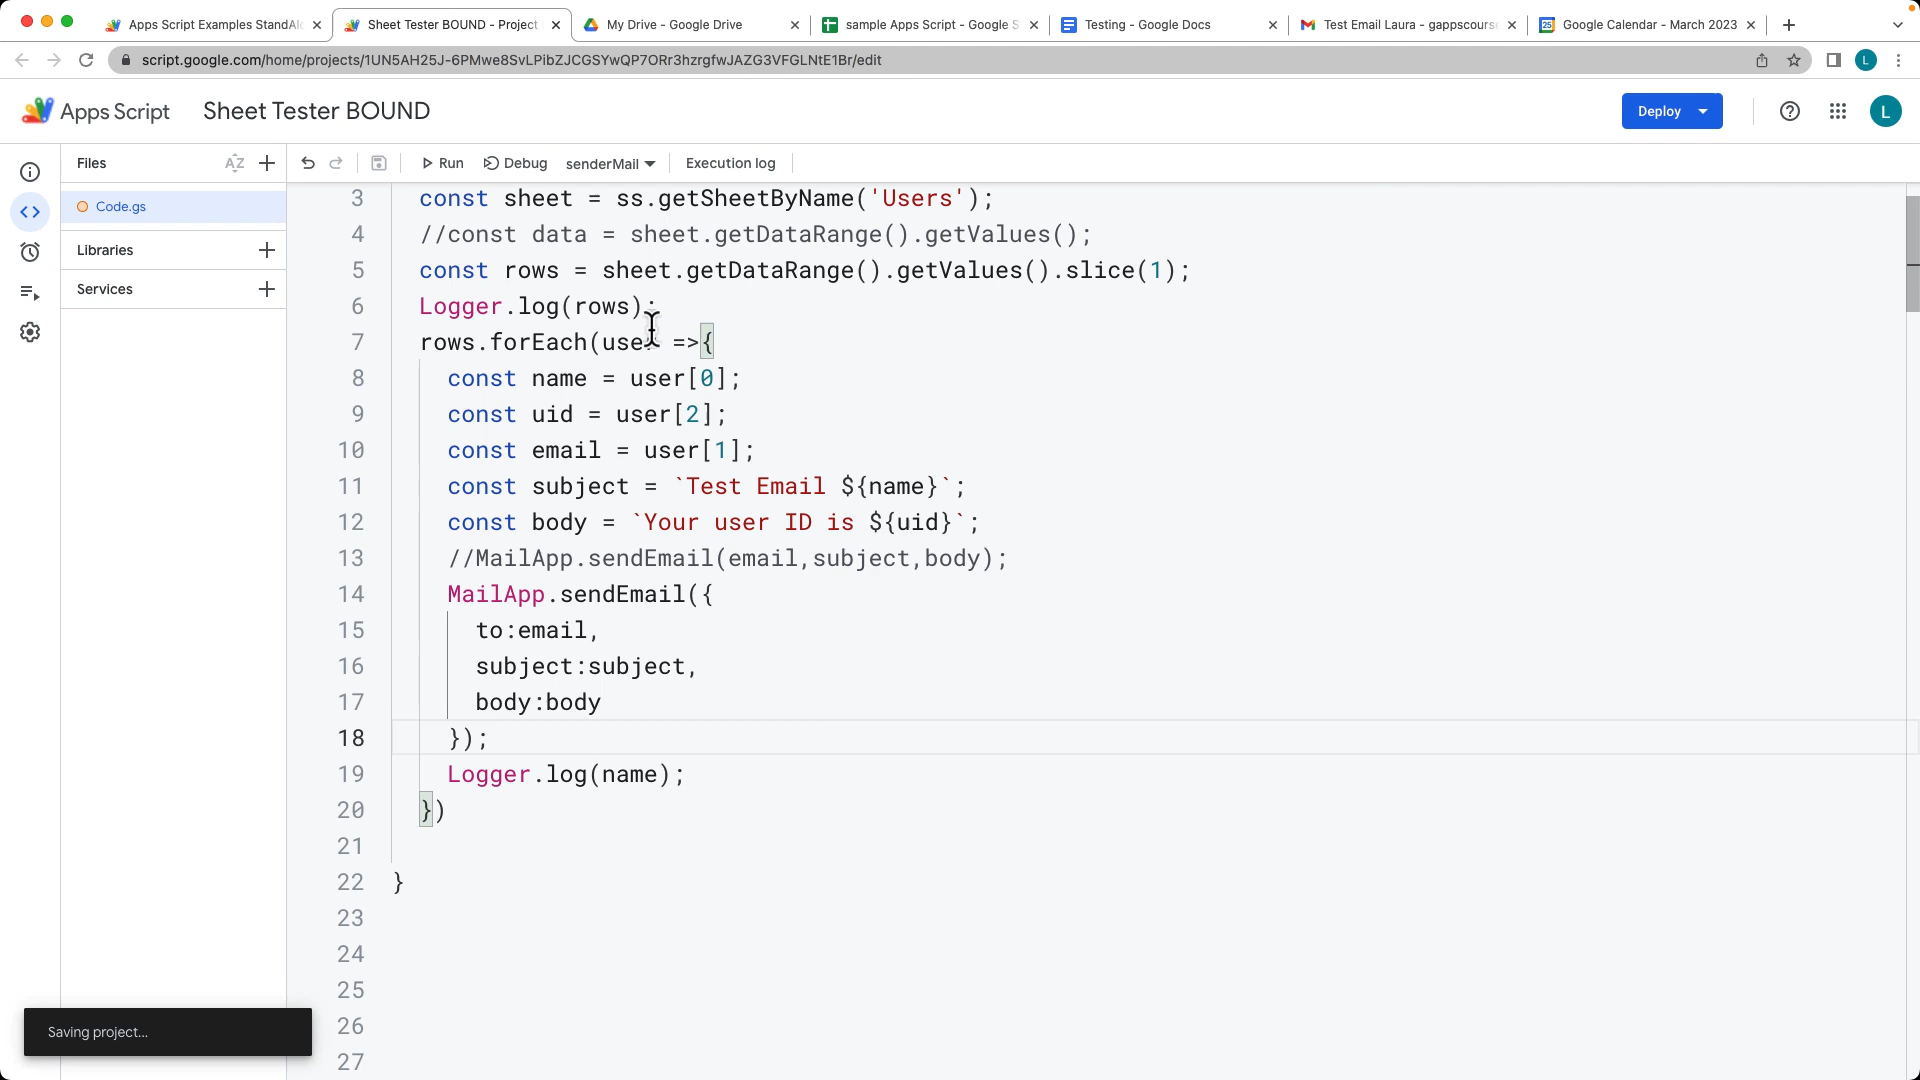 Apps Script Examples StandAl
Sheet Tester BOUND - Project
My Drive - Google Drive
sample Apps Script - Google S
Testing - Google Docs
Test Email Laura - gappscourse
Google Calendar - March 2023
script.google.com/home/projects/1UN5AH25J-6PMwe8SvLPibZJCGSYwQP7ORr3hzrgfwJAZG3VFGLNtE1Br/edit
L
Apps Script
Sheet Tester BOUND
Deploy
L
Files
AZ
Run
Debug
senderMail
Execution log
Code.gs
Libraries
Services
3 const sheet = ss.getSheetByName('Users');
4 //const data = sheet.getDataRange().getValues();
5 const rows = sheet.getDataRange().getValues().slice(1);
6 Logger.log(rows);
7 rows.forEach(user =>{
8 const name = user[0];
9 const uid = user[2];
10 const email = user[1];
11 const subject = `Test Email ${name}`;
12 const body = `Your user ID is ${uid}`;
13 //MailApp.sendEmail(email,subject,body);
14 MailApp.sendEmail({
15 to:email,
16 subject:subject,
17 body:body
18 });
19 Logger.log(name);
20 })
21
22 }
23
24
25
26
27
Saving project...